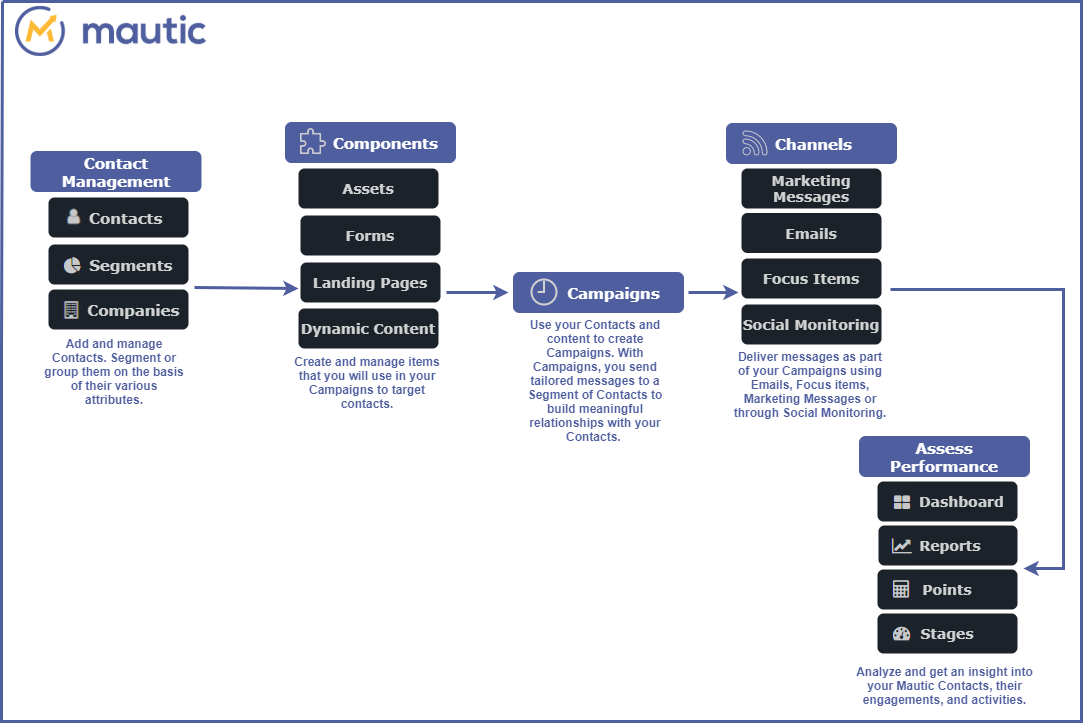 mautic
Contact
Management
Contacts
Segments
Companies
Add and manage
Contacts. Segment or
group them on the basis
of their various
attributes.
Components
Assets
Forms
Landing Pages
Dynamic Content
Create and manage items
that you will use in your
Campaigns to target
contacts.
Campaigns
Use your Contacts and
content to create
Campaigns. With
Campaigns, you send
tailored messages to a
Segment of Contacts to
build meaningful
relationships with your
Contacts.
Channels
Marketing
Messages
Emails
Focus Items
Social Monitoring
Deliver messages as part
of your Campaigns using
Emails, Focus items,
Marketing Messages or
through Social Monitoring.
Assess
Performance
Dashboard
Reports
Points
Stages
Analyze and get an insight into
your Mautic Contacts, their
engagements, and activities.